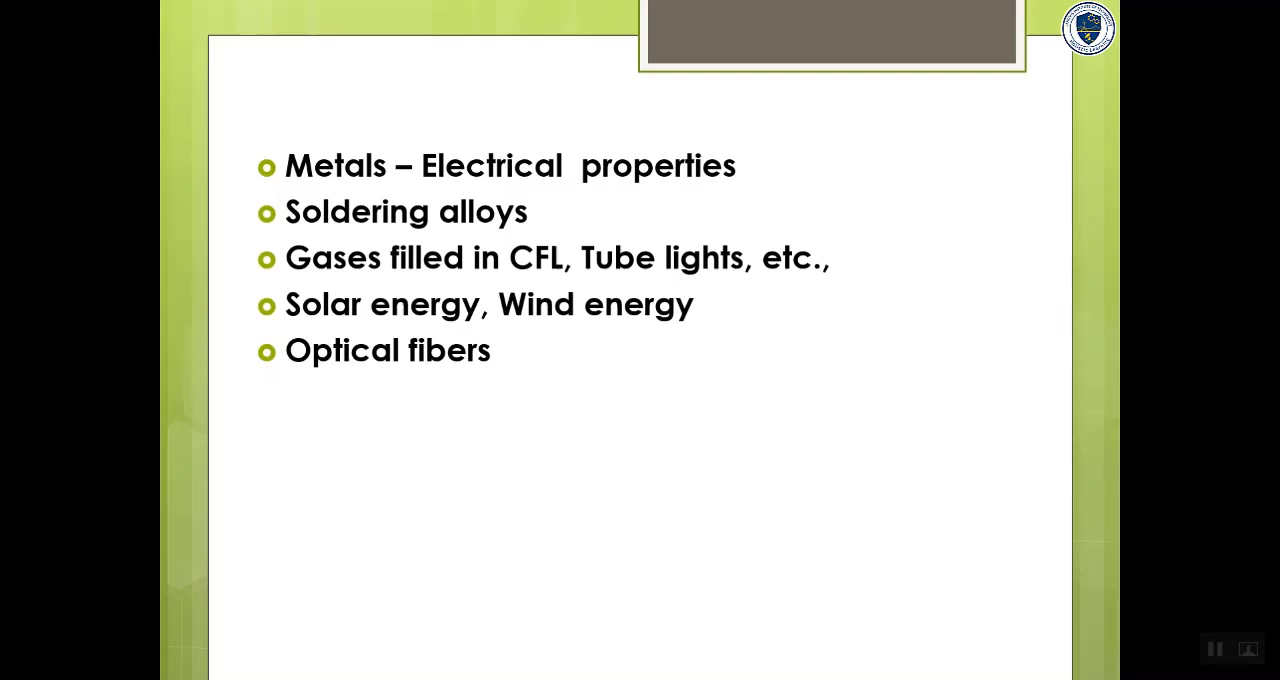 Metals – Electrical  properties
Soldering alloys
Gases filled in CFL, Tube lights, etc.,
Solar energy, Wind energy
Optical fibers